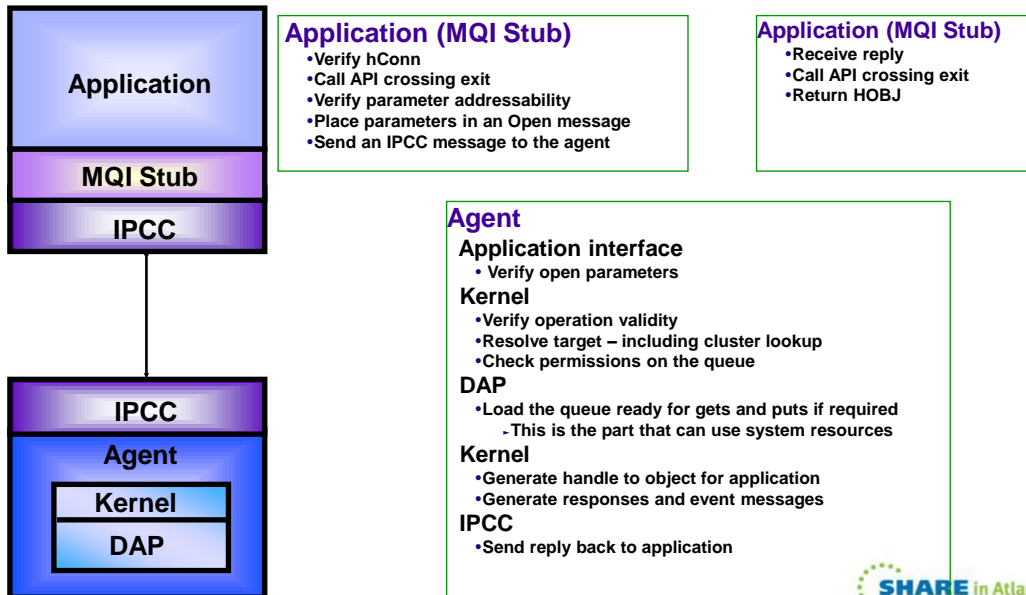 Application
MQI Stub
IPCC
IPCC
Agent
Kernel
DAP
Application (MQI Stub)
•Verify hConn
•Call API crossing exit
•Verify parameter addressability
•Place parameters in an Open message
•Send an IPCC message to the agent
Application (MQI Stub)
•Receive reply
•Call API crossing exit
•Return HOBJ
Agent
Application interface
• Verify open parameters
Kernel
•Verify operation validity
•Resolve target – including cluster lookup
•Check permissions on the queue
DAP
•Load the queue ready for gets and puts if required
►This is the part that can use system resources
Kernel
•Generate handle to object for application
•Generate responses and event messages
IPCC
•Send reply back to application
SHARE in Atla